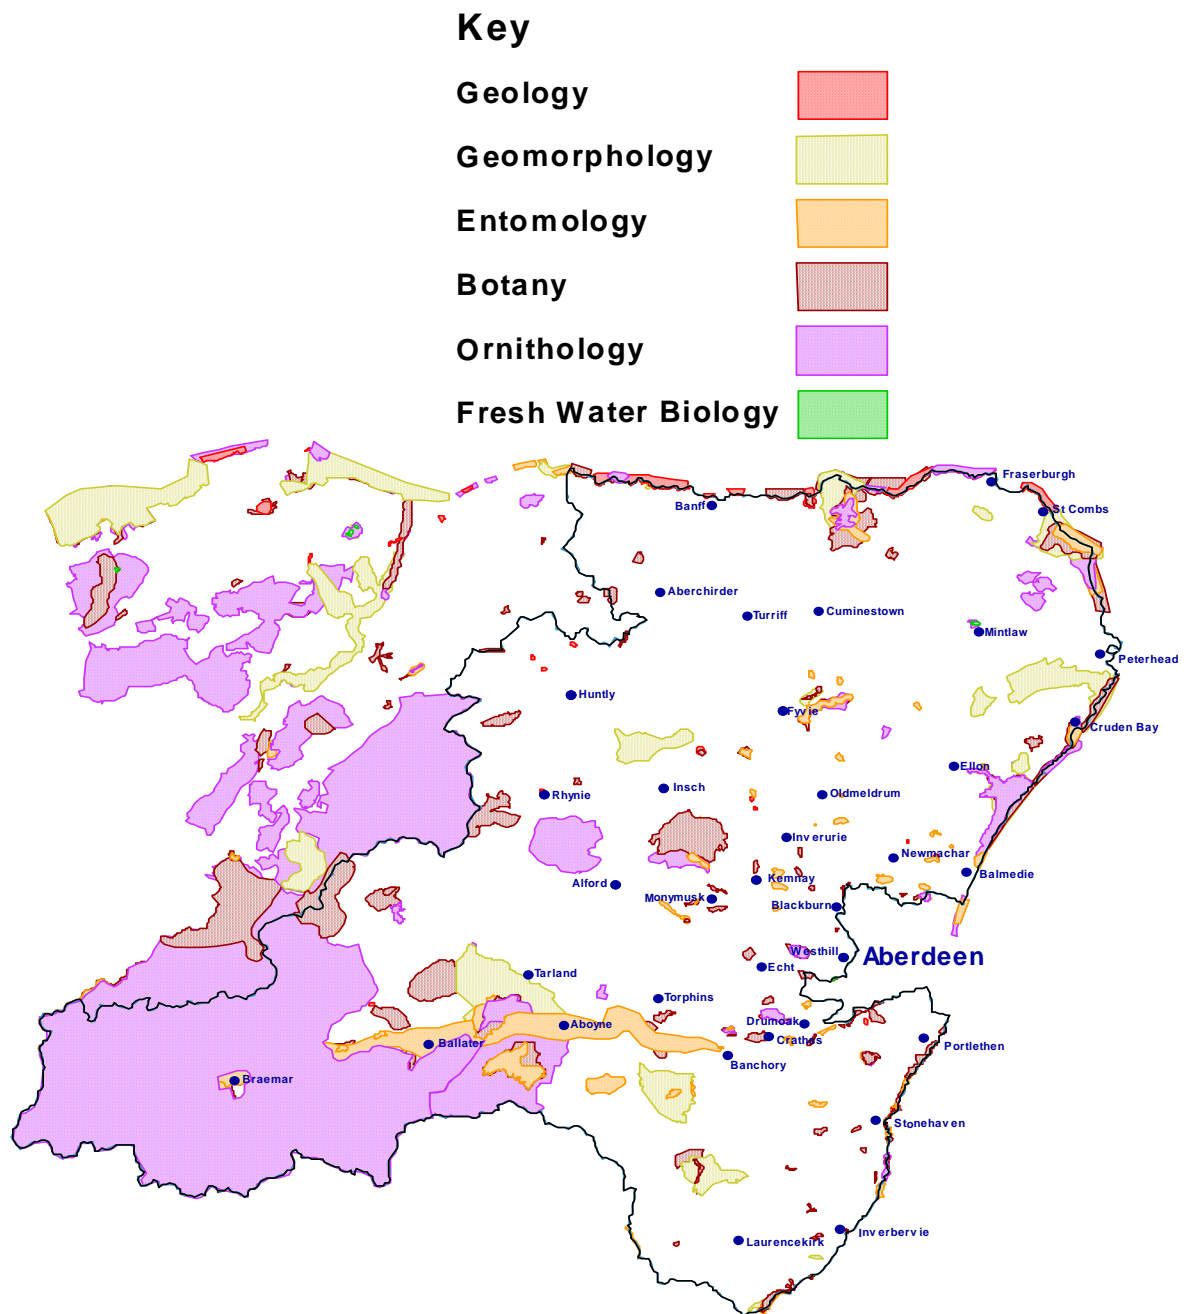 Key
Geology
Geomorphology
Entomology
Botany
Ornithology
Fresh Water Biology
Fraserburgh
Banff
St Combs
Aberchirder
Turriff
Cuminestown
Mintlaw
Peterhead
Huntly
Fyvie
Cruden Bay
Ellon
Rhynie
Insch
Oldmeldrum
Inverurie
Newmachar
Alford
Kemnay
Balmedie
Monymusk
Blackburn
Westhill
Aberdeen
Echt
Tarland
Torphins
Drumoak
Aboyne
Crathes
Portlethen
Ballater
Banchory
Braemar
Stonehaven
Inverbervie
Laurencekirk